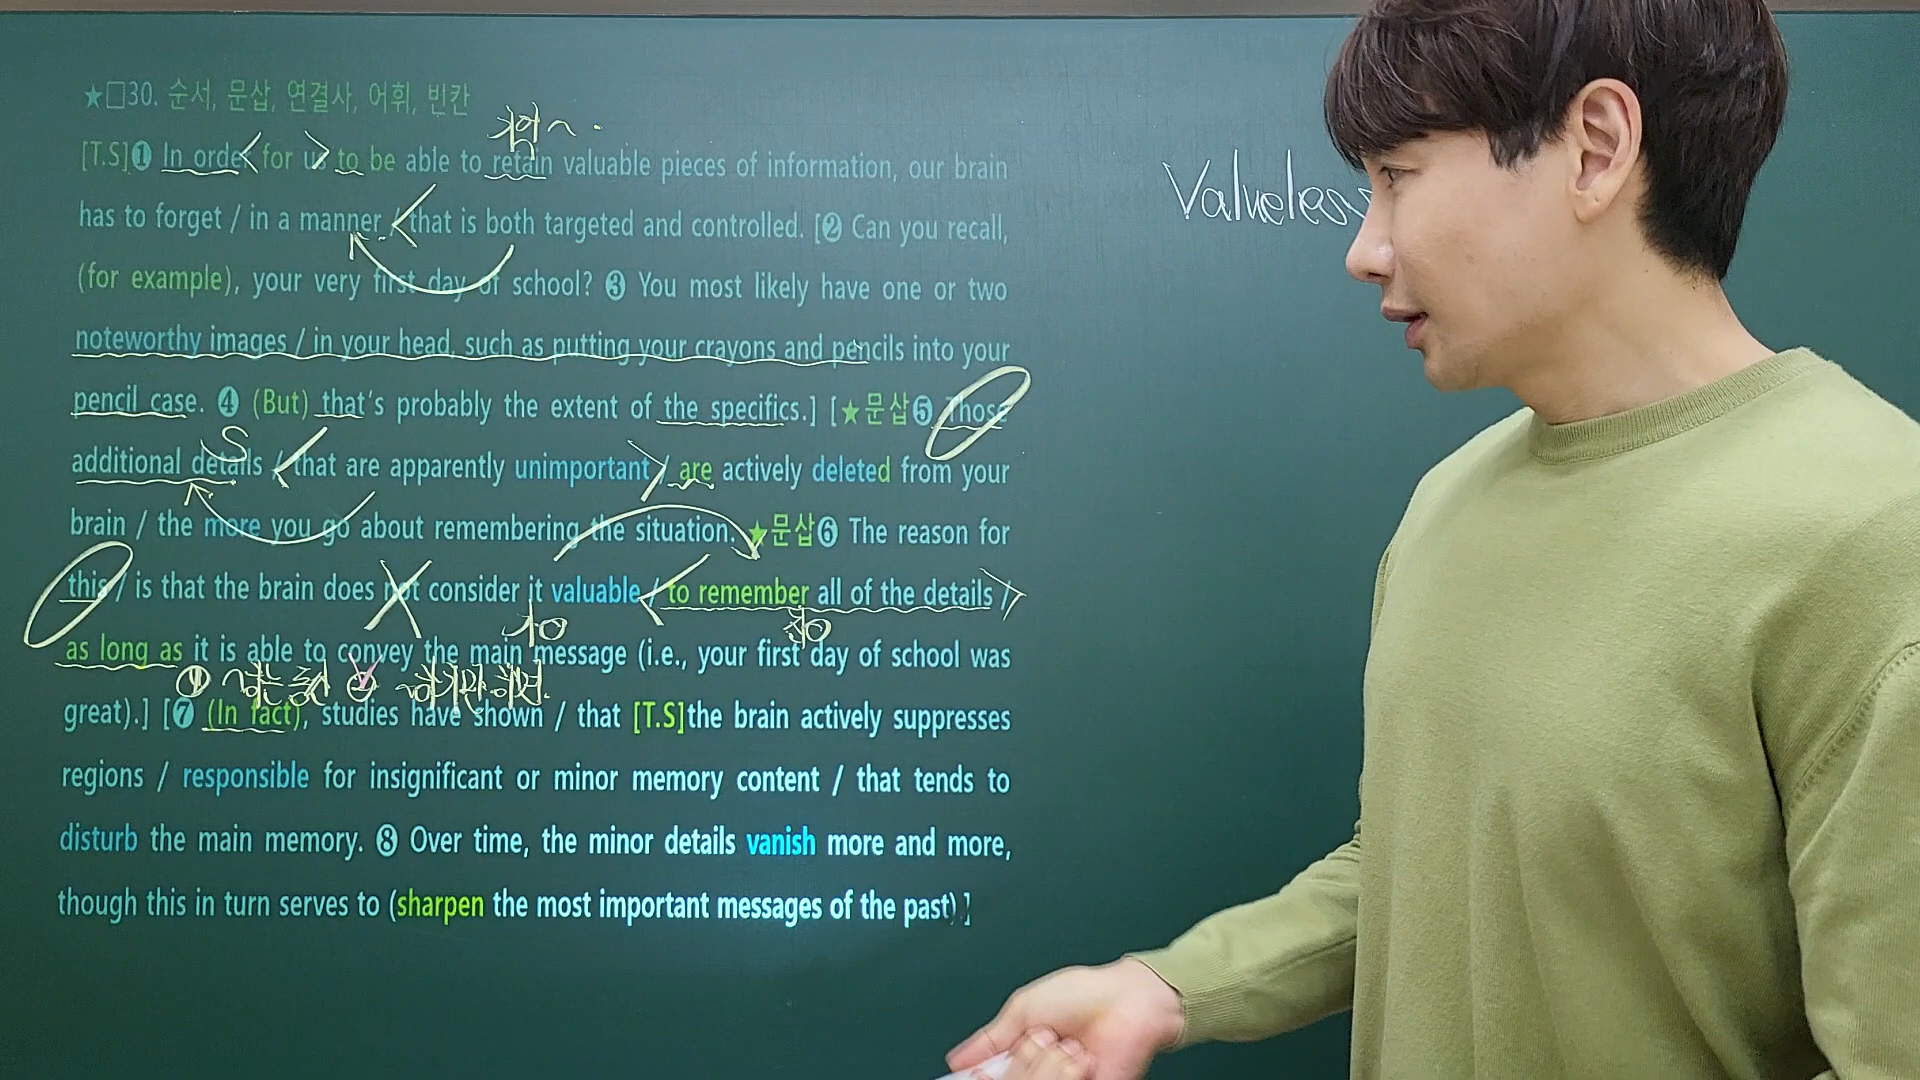 ★□30. 순서, 문삽, 연결사, 어휘, 빈칸
[T.S]❶ In order for us to be able to retain valuable pieces of information, our brain
has to forget / in a manner / that is both targeted and controlled. [❷ Can you recall,
(for example), your very first day of school? ❸ You most likely have one or two
noteworthy images / in your head, such as putting your crayons and pencils into your
pencil case. ❹ (But) that's probably the extent of the specifics.] [★문삽❺ Those
additional details / that are apparently unimportant / are actively deleted from your
brain / the more you go about remembering the situation. ★문삽❻ The reason for
this / is that the brain does not consider it valuable / to remember all of the details /
as long as it is able to convey the main message (i.e., your first day of school was
great).] [❼ (In fact), studies have shown / that [T.S]the brain actively suppresses
regions / responsible for insignificant or minor memory content / that tends to
disturb the main memory. ❽ Over time, the minor details vanish more and more,
though this in turn serves to (sharpen the most important messages of the past).]
S
① ~하는 한 ② ~하기만 하면
Valueless